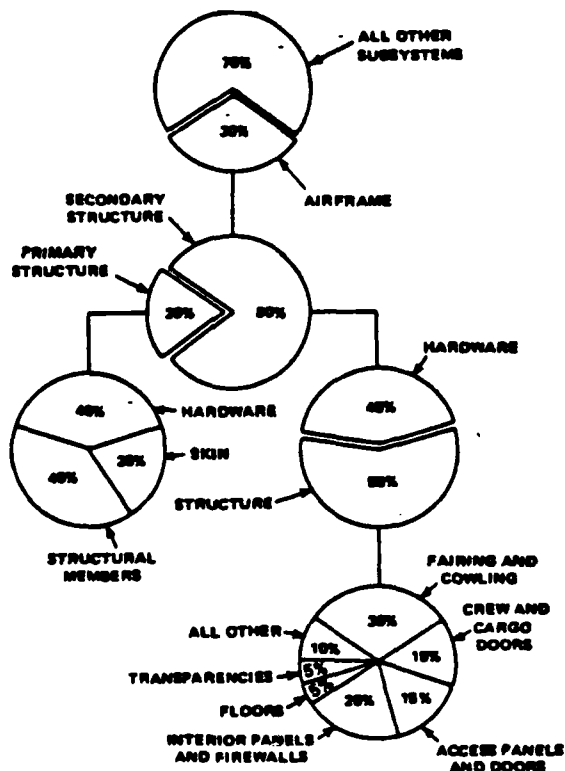 ALL OTHER
SUBSYSTEMS
70%
30%
AIRFRAME
SECONDARY
STRUCTURE
PRIMARY
STRUCTURE
20%
80%
HARDWARE
40%
HARDWARE
40%
20%
SKIN
40%
STRUCTURAL
MEMBERS
60%
STRUCTURE
FAIRING AND
COWLING
30%
CREW AND
CARGO
DOORS
ALL OTHER
10%
15%
TRANSPARENCIES
5%
FLOORS
5%
20%
15%
INTERIOR PANELS
AND FIREWALLS
ACCESS PANELS
AND DOORS